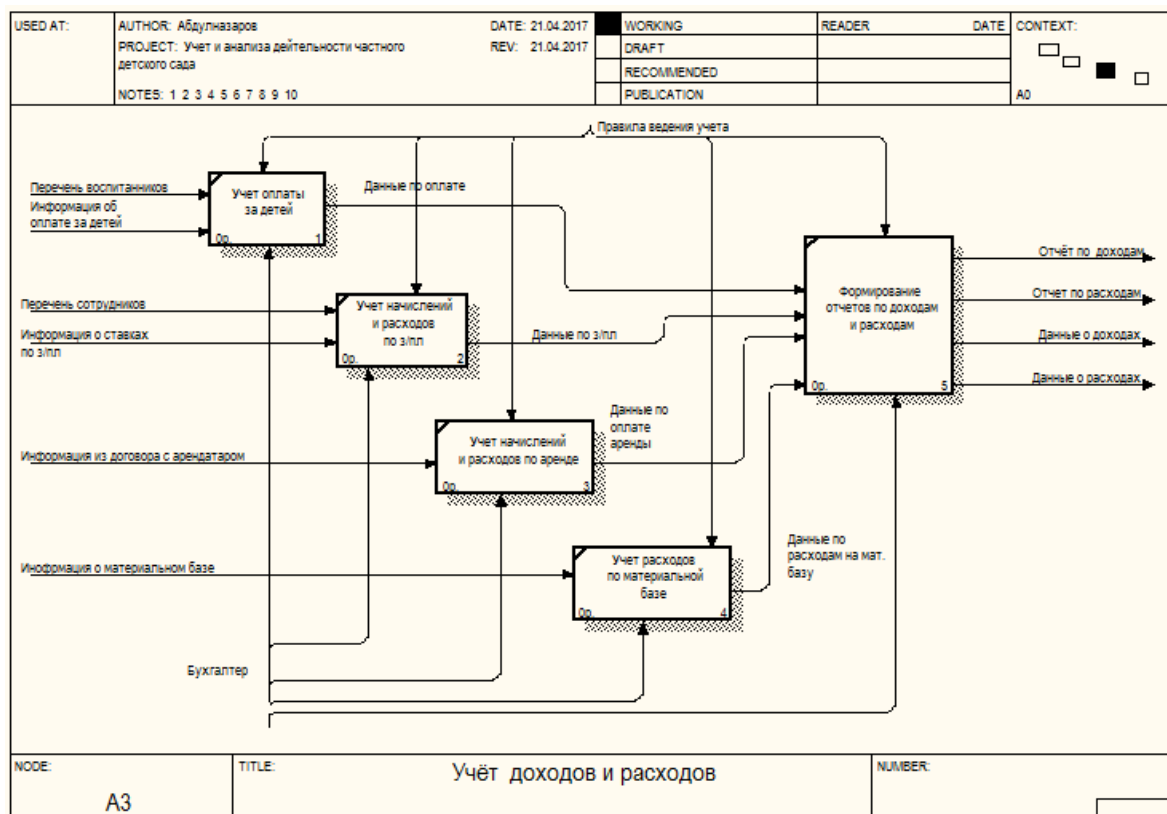 USED AT:
AUTHOR: Абдулназаров
DATE: 21.04.2017
PROJECT: Учет и анализа дейтельности частного
детского сада
REV: 21.04.2017
NOTES: 1 2 3 4 5 6 7 8 9 10
WORKING
DRAFT
RECOMMENDED
PUBLICATION
READER
DATE
CONTEXT:
A0
Правила ведения учета
Перечень воспитанников
Информация об
оплате за детей
Учет оплаты
за детей
0р.
1
Данные по оплате
Перечень сотрудников
Информация о ставках
по з/пл
Учет начислений
и расходов
по з/пл
0р.
2
Данные по з/пл
Формирование
отчетов по доходам
и расходам
0р.
5
Отчёт по доходам
Отчет по расходам
Данные о доходах
Данные о расходах
Информация из договора с арендатаром
Учет начислений
и расходов по аренде
0р.
3
Данные по
оплате
аренды
Инофрмация о материальном базе
Учет расходов
по материальной
базе
0р.
4
Данные по
расходам на мат.
базу
Бухгалтер
NODE:
A3
TITLE:
Учёт доходов и расходов
NUMBER: